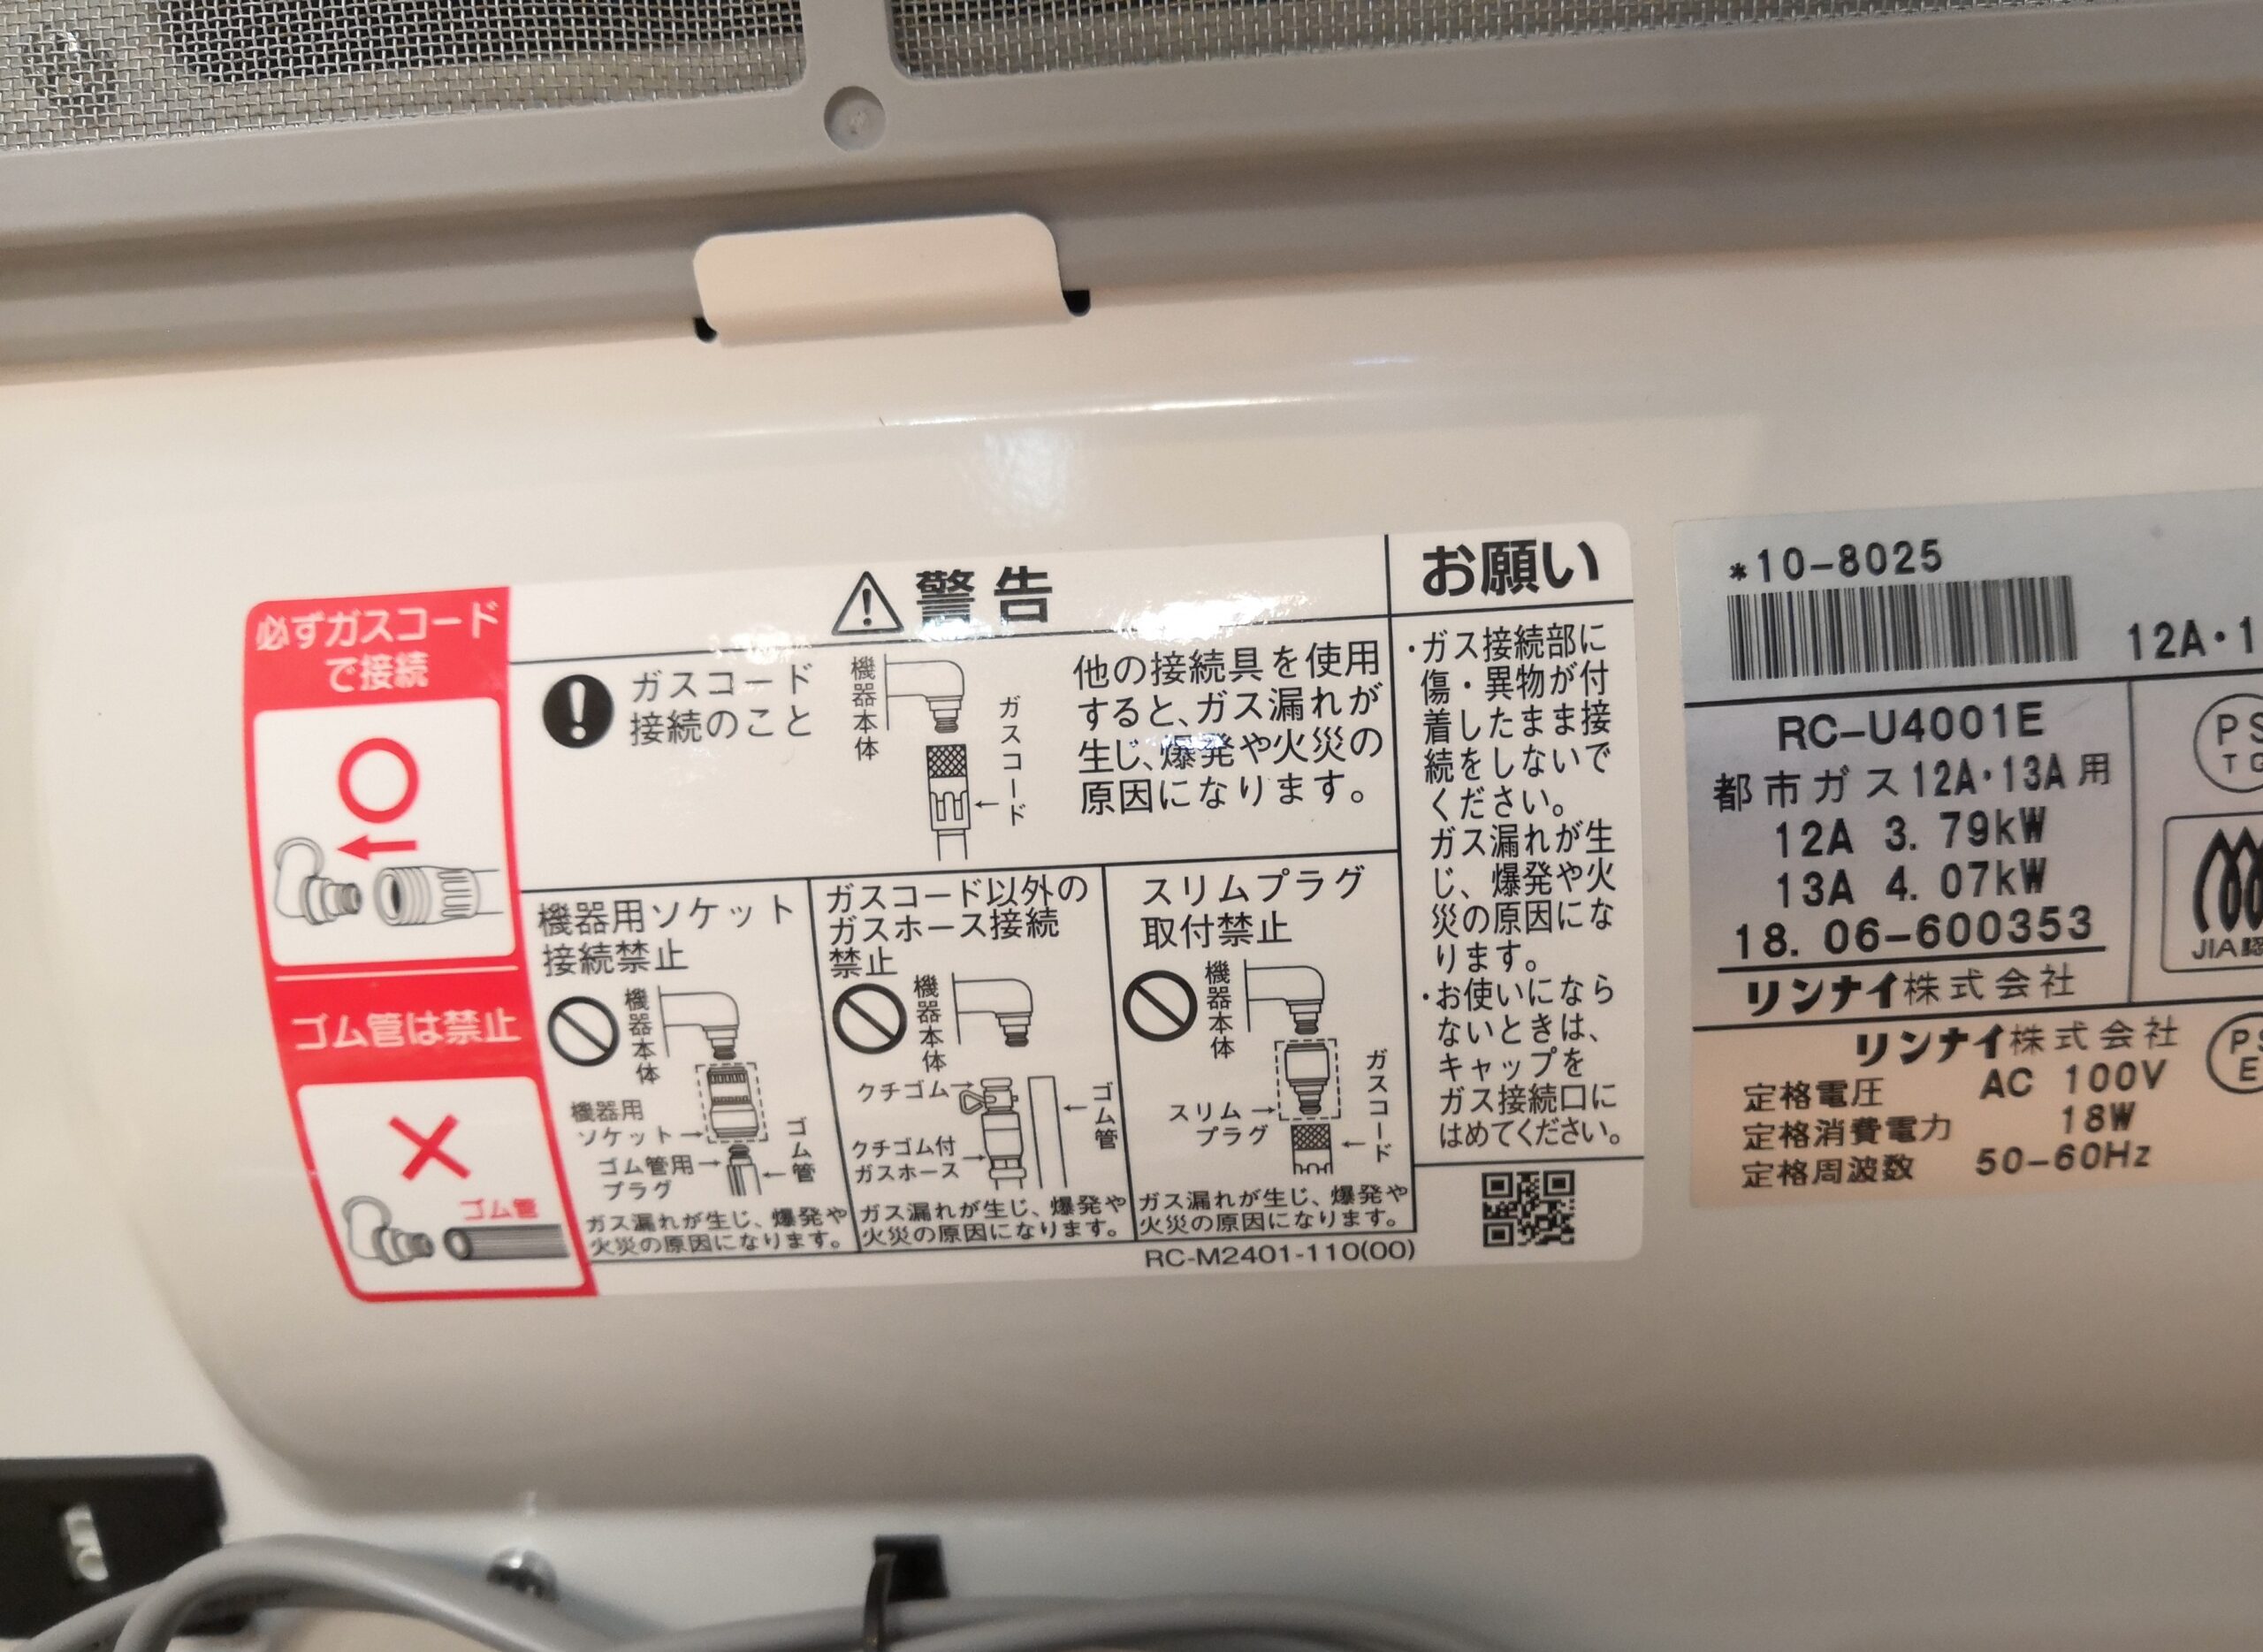 必ずガスコード
で接続
ゴム管は禁止
ゴム管
警告
ガスコード
接続のこと
機器本体
ガスコード
他の接続具を使用
すると、ガス漏れが
生じ、爆発や火災の
原因になります。
機器用ソケット
接続禁止
機器本体
機器用
ソケット
ゴム管用
プラグ
ゴム管
ガス漏れが生じ、爆発や
火災の原因になります。
ガスコード以外の
ガスホース接続
禁止
機器本体
クチゴム
クチゴム付
ガスホース
ゴム管
ガス漏れが生じ、爆発や
火災の原因になります。
スリムプラグ
取付禁止
機器本体
スリム
プラグ
ガスコード
ガス漏れが生じ、爆発や
火災の原因になります。
RC-M2401-110(00)
お願い
・ガス接続部に
傷・異物が付
着したまま接
続をしないで
ください。
ガス漏れが生
じ、爆発や火
災の原因にな
ります。
・お使いになら
ないときは、
キャップを
ガス接続口に
はめてください。
*10-8025
12A・1
RC-U4001E
都市ガス12A・13A用
12A 3.79kW
13A 4.07kW
18.06-600353
リンナイ株式会社
PS
T
JIA認
リンナイ株式会社
定格電圧 AC 100V
定格消費電力 18W
定格周波数 50-60Hz
PS
E